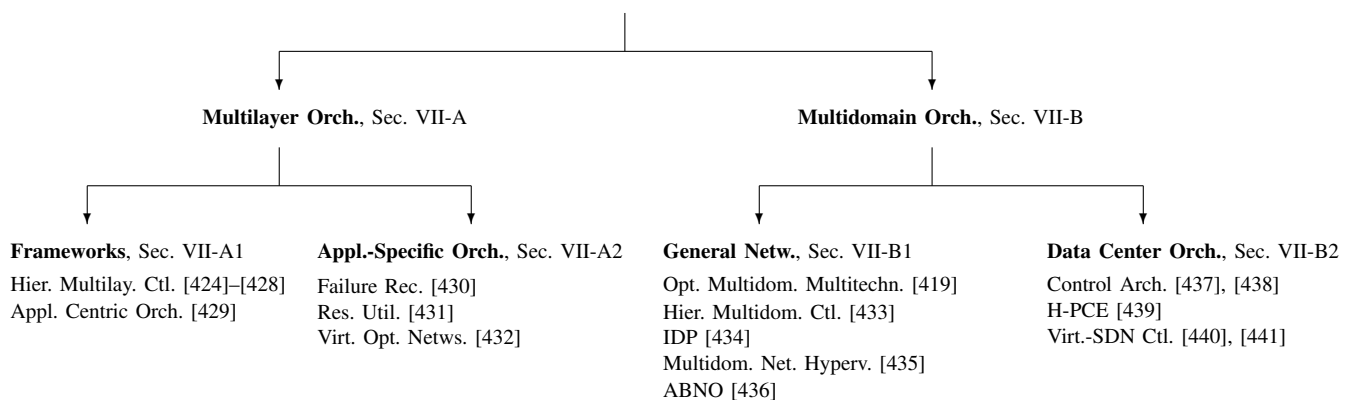 Multilayer Orch., Sec. VII-A
Multidomain Orch., Sec. VII-B
Frameworks, Sec. VII-A1
Hier. Multilay. Ctl. [424]–[428]
Appl. Centric Orch. [429]
Appl.-Specific Orch., Sec. VII-A2
Failure Rec. [430]
Res. Util. [431]
Virt. Opt. Netws. [432]
General Netw., Sec. VII-B1
Opt. Multidom. Multitechn. [419]
Hier. Multidom. Ctl. [433]
IDP [434]
Multidom. Net. Hyperv. [435]
ABNO [436]
Data Center Orch., Sec. VII-B2
Control Arch. [437], [438]
H-PCE [439]
Virt.-SDN Ctl. [440], [441]